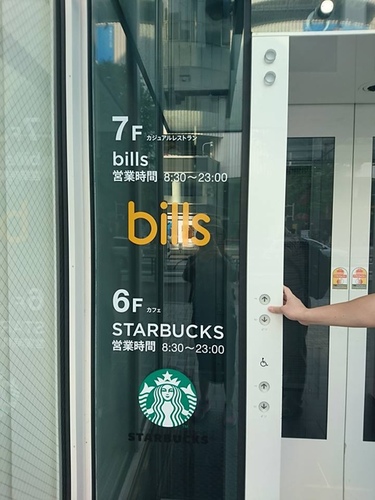 7F カジュアルレストラン
bills
営業時間 8:30～23:00
bills
6F カフェ
STARBUCKS
営業時間 8:30～23:00
STARBUCKS